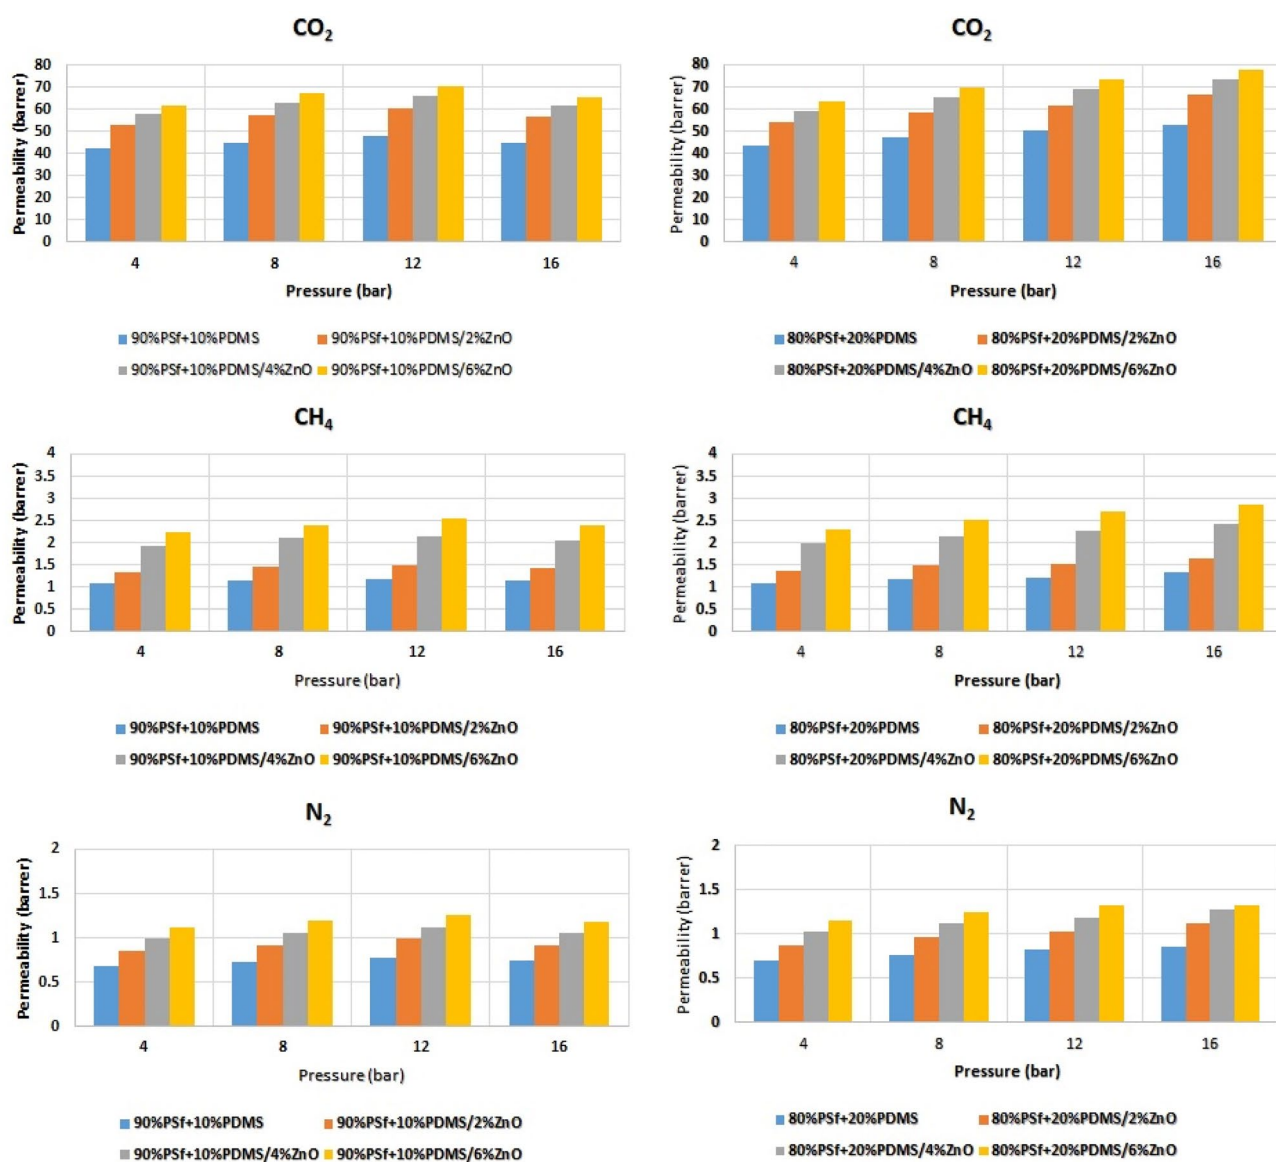 CO₂
Permeability (barrer)
80
70
60
50
40
30
20
10
0
4 8 12 16
Pressure (bar)
90%PSf+10%PDMS 90%PSf+10%PDMS/2%ZnO
90%PSf+10%PDMS/4%ZnO 90%PSf+10%PDMS/6%ZnO
CO₂
Permeability (barrer)
80
70
60
50
40
30
20
10
0
4 8 12 16
Pressure (bar)
80%PSf+20%PDMS 80%PSf+20%PDMS/2%ZnO
80%PSf+20%PDMS/4%ZnO 80%PSf+20%PDMS/6%ZnO
CH₄
Permeability (barrer)
4
3.5
3
2.5
2
1.5
1
0.5
0
4 8 12 16
Pressure (bar)
90%PSf+10%PDMS 90%PSf+10%PDMS/2%ZnO
90%PSf+10%PDMS/4%ZnO 90%PSf+10%PDMS/6%ZnO
CH₄
Permeability (barrer)
4
3.5
3
2.5
2
1.5
1
0.5
0
4 8 12 16
Pressure (bar)
80%PSf+20%PDMS 80%PSf+20%PDMS/2%ZnO
80%PSf+20%PDMS/4%ZnO 80%PSf+20%PDMS/6%ZnO
N₂
Permeability (barrer)
2
1.5
1
0.5
0
4 8 12 16
Pressure (bar)
90%PSf+10%PDMS 90%PSf+10%PDMS/2%ZnO
90%PSf+10%PDMS/4%ZnO 90%PSf+10%PDMS/6%ZnO
N₂
Permeability (barrer)
2
1.5
1
0.5
0
4 8 12 16
Pressure (bar)
80%PSf+20%PDMS 80%PSf+20%PDMS/2%ZnO
80%PSf+20%PDMS/4%ZnO 80%PSf+20%PDMS/6%ZnO